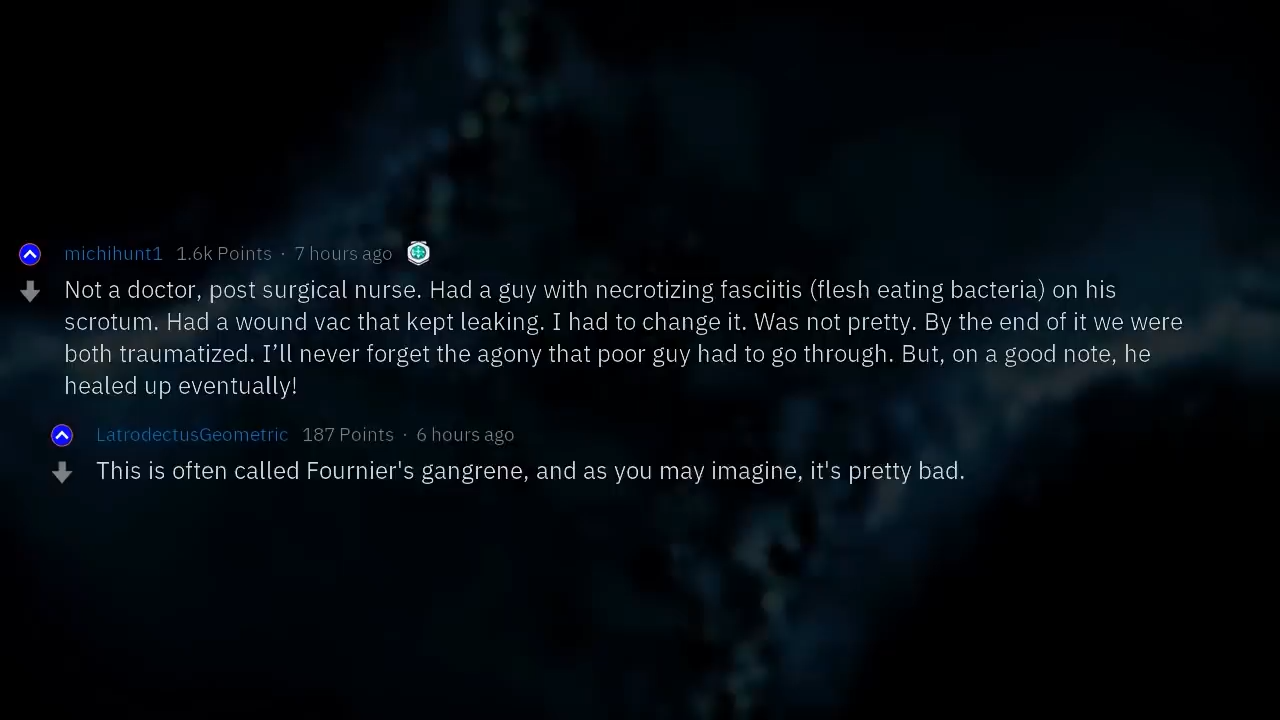 michihunt1 1.6k Points · 7 hours ago
Not a doctor, post surgical nurse. Had a guy with necrotizing fasciitis (flesh eating bacteria) on his
scrotum. Had a wound vac that kept leaking. I had to change it. Was not pretty. By the end of it we were
both traumatized. I’ll never forget the agony that poor guy had to go through. But, on a good note, he
healed up eventually!
LatrodectusGeometric 187 Points · 6 hours ago
This is often called Fournier's gangrene, and as you may imagine, it's pretty bad.